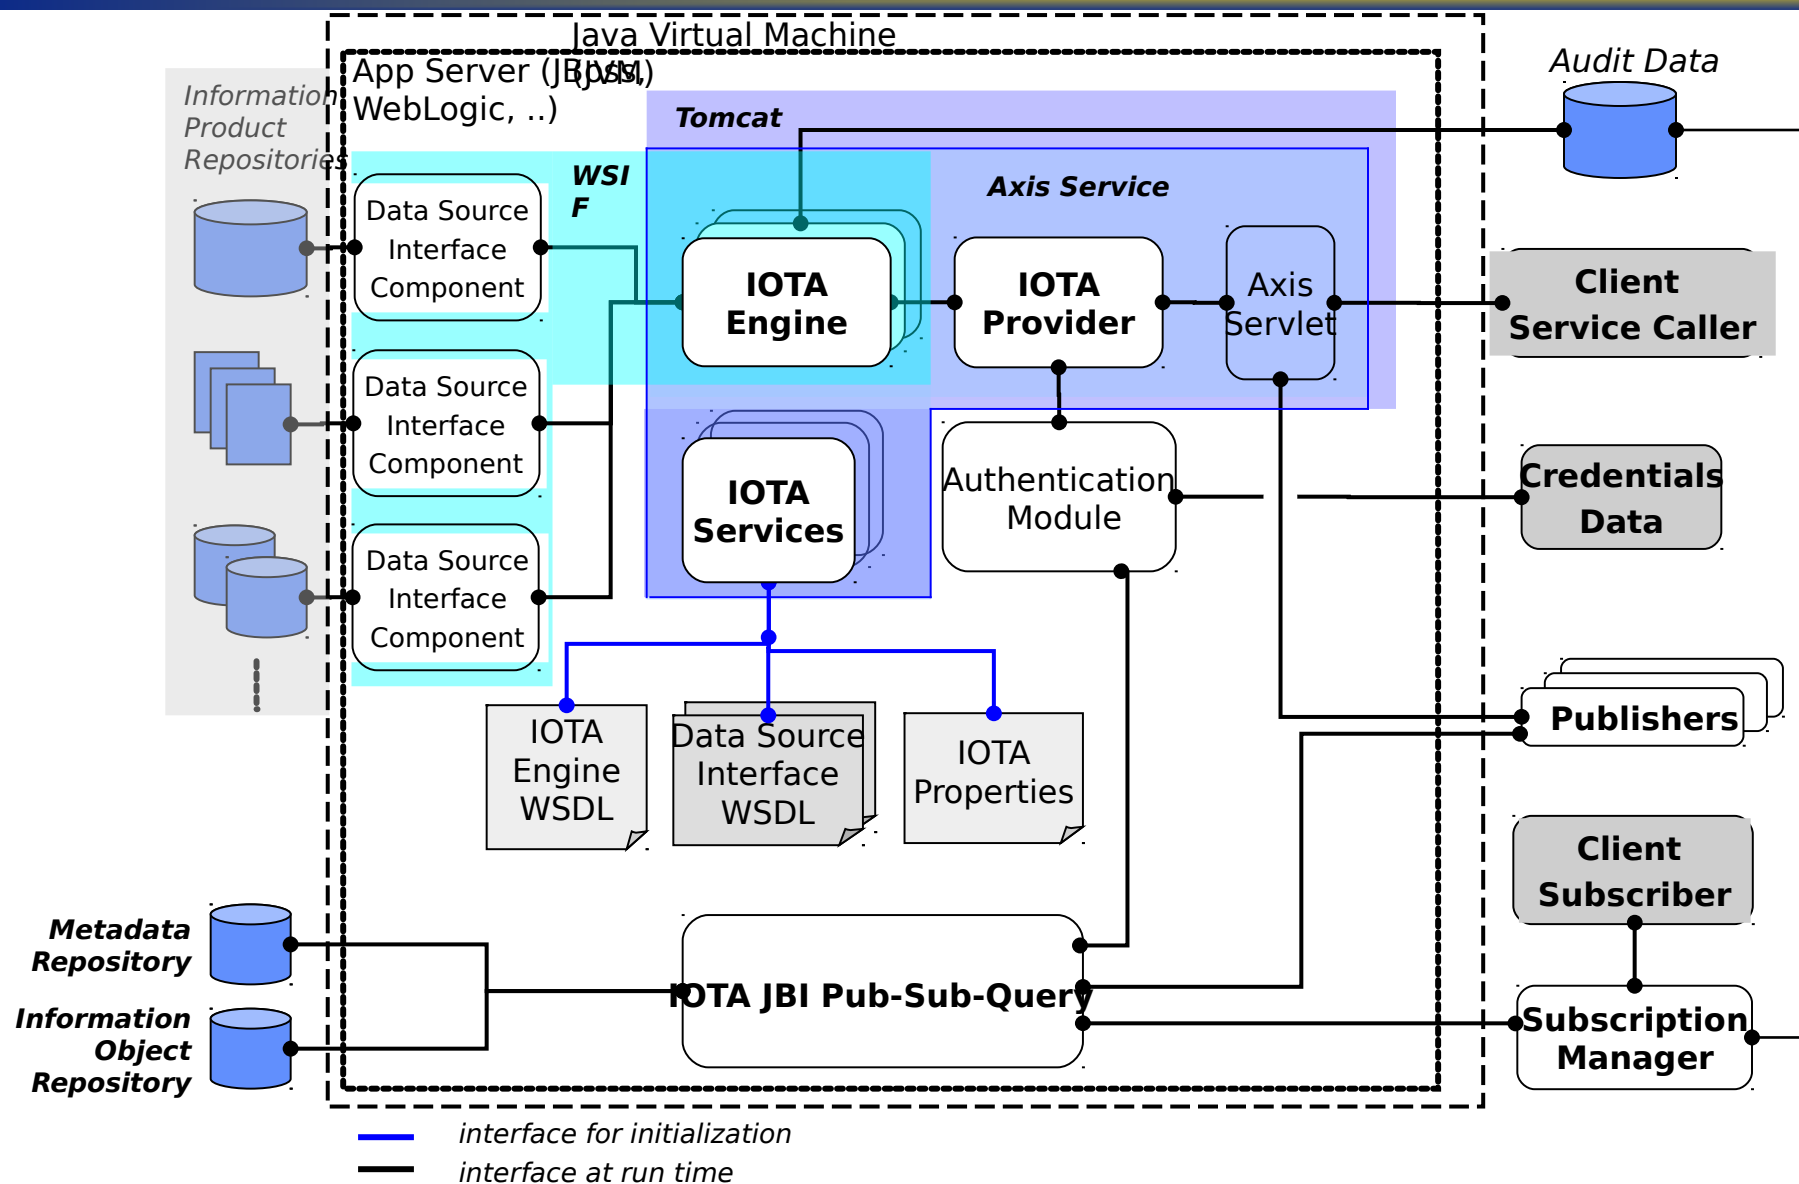 Java Virtual Machine
(JVM)
App Server (JBoss,
WebLogic, ..)
Audit Data
Information
Product
Repositories
Tomcat
WSI
F
Axis Service
Data Source
Interface
Component
IOTA
Engine
IOTA
Provider
Axis
Servlet
Client
Service Caller
Data Source
Interface
Component
IOTA
Services
Authentication
Module
Credentials
Data
Data Source
Interface
Component
IOTA
Engine
WSDL
Data Source
Interface
WSDL
IOTA
Properties
Publishers
Client
Subscriber
Metadata
Repository
IOTA JBI Pub-Sub-Query
Information
Object
Repository
Subscription
Manager
interface for initialization
interface at run time